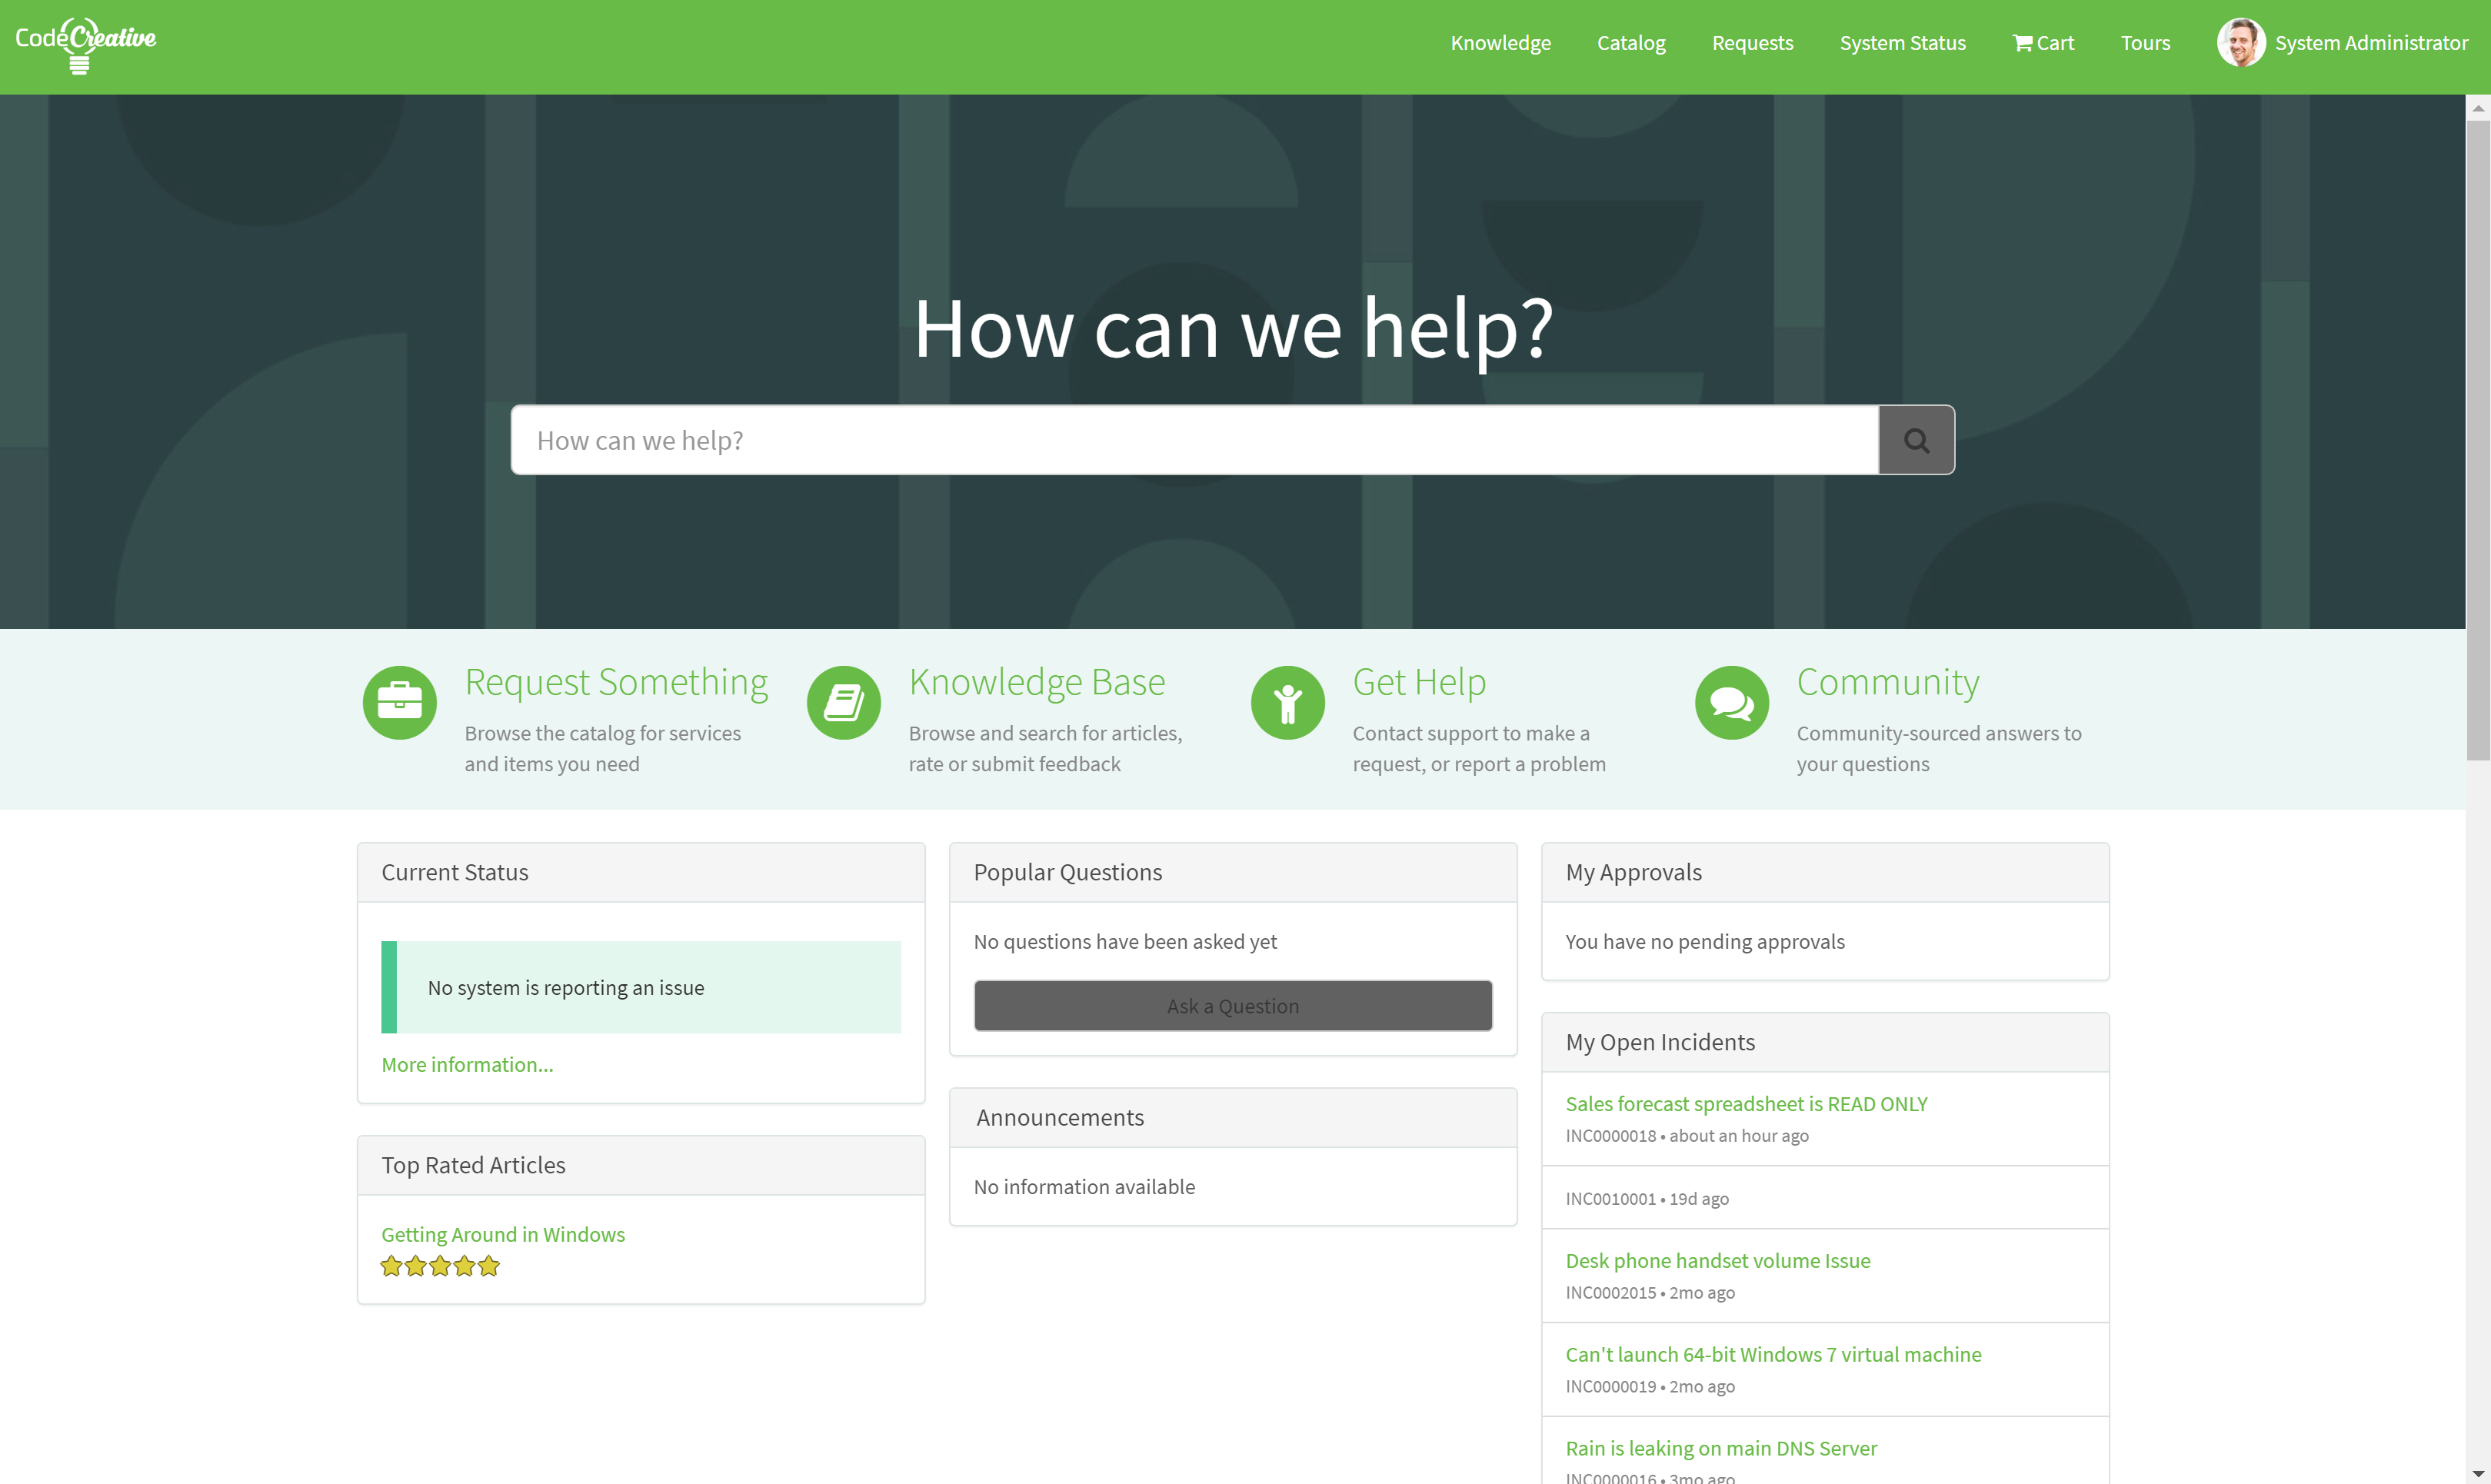 CodeCreative
Knowledge
Catalog
Requests
System Status
Cart
Tours
System Administrator
How can we help?
How can we help?
Request Something
Browse the catalog for services
and items you need
Knowledge Base
Browse and search for articles,
rate or submit feedback
Get Help
Contact support to make a
request, or report a problem
Community
Community-sourced answers to
your questions
Current Status
No system is reporting an issue
More information...
Top Rated Articles
Getting Around in Windows
Popular Questions
No questions have been asked yet
Ask a Question
Announcements
No information available
My Approvals
You have no pending approvals
My Open Incidents
Sales forecast spreadsheet is READ ONLY
INC0000018 • about an hour ago
INC0010001 • 19d ago
Desk phone handset volume Issue
INC0002015 • 2mo ago
Can't launch 64-bit Windows 7 virtual machine
INC0000019 • 2mo ago
Rain is leaking on main DNS Server
INC0000016 • 3mo ago